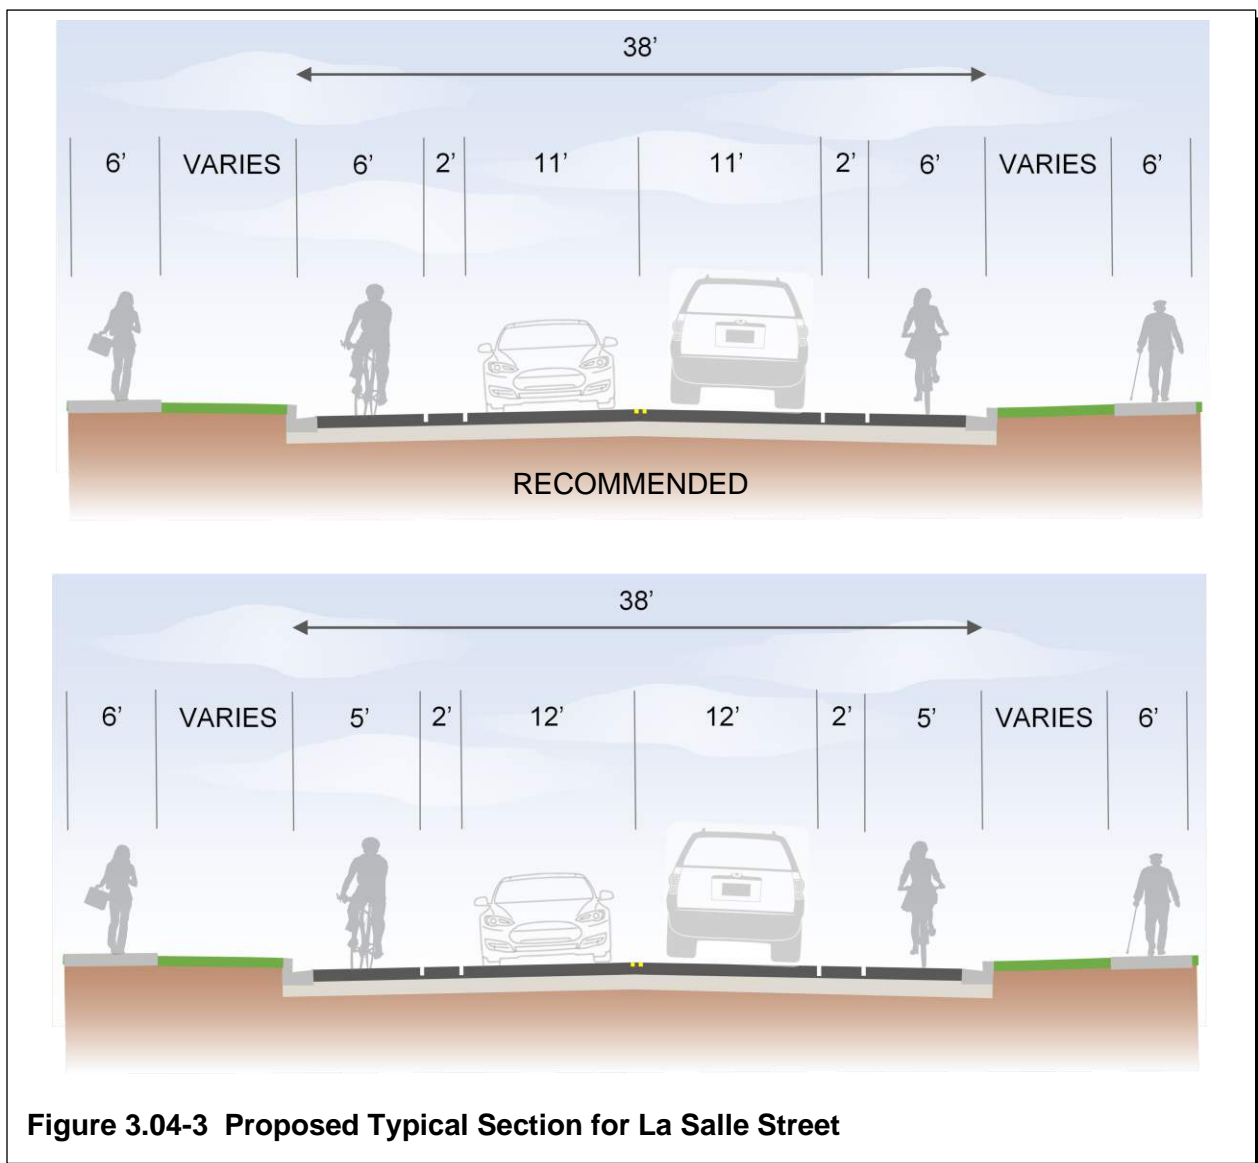 38’
6’ VARIES 6’ 2’ 11’ 11’ 2’ 6’ VARIES 6’
RECOMMENDED
38’
6’ VARIES 5’ 2’ 12’ 12’ 2’ 5’ VARIES 6’
Figure 3.04-3 Proposed Typical Section for La Salle Street